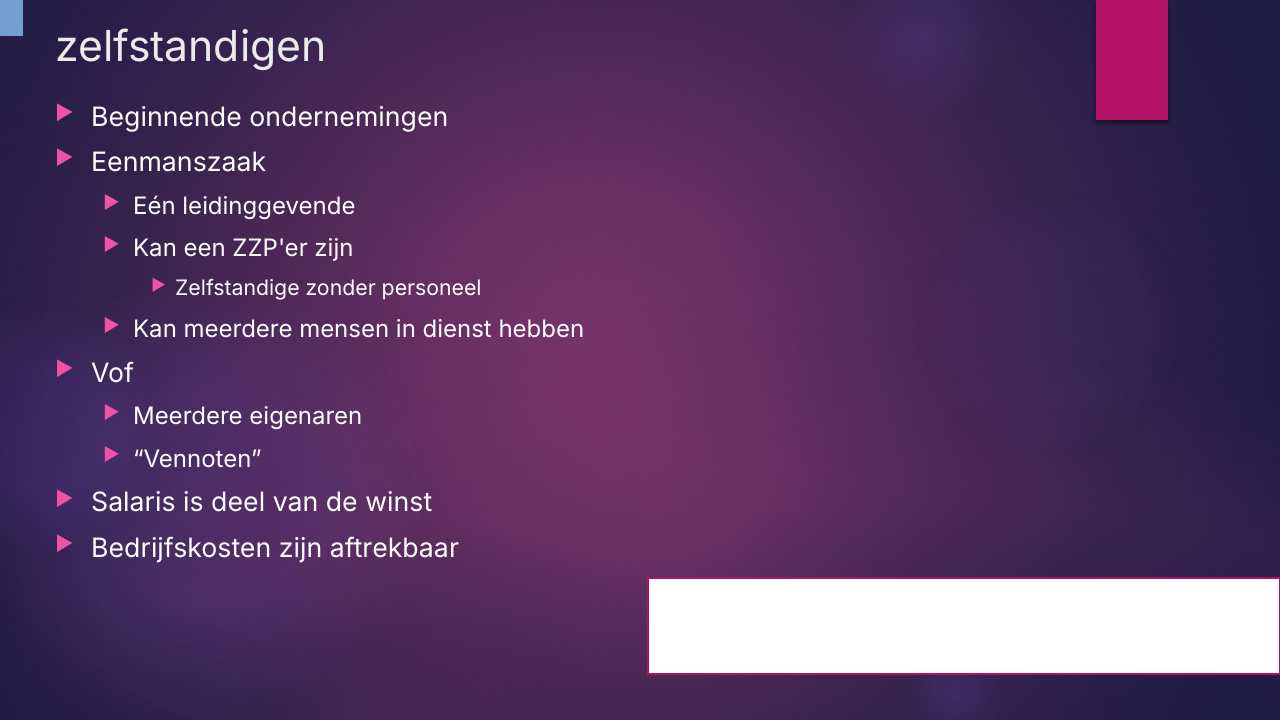 zelfstandigen
Beginnende ondernemingen
Eenmanszaak
Eén leidinggevende
Kan een ZZP'er zijn
Zelfstandige zonder personeel
Kan meerdere mensen in dienst hebben
Vof
Meerdere eigenaren
“Vennoten”
Salaris is deel van de winst
Bedrijfskosten zijn aftrekbaar